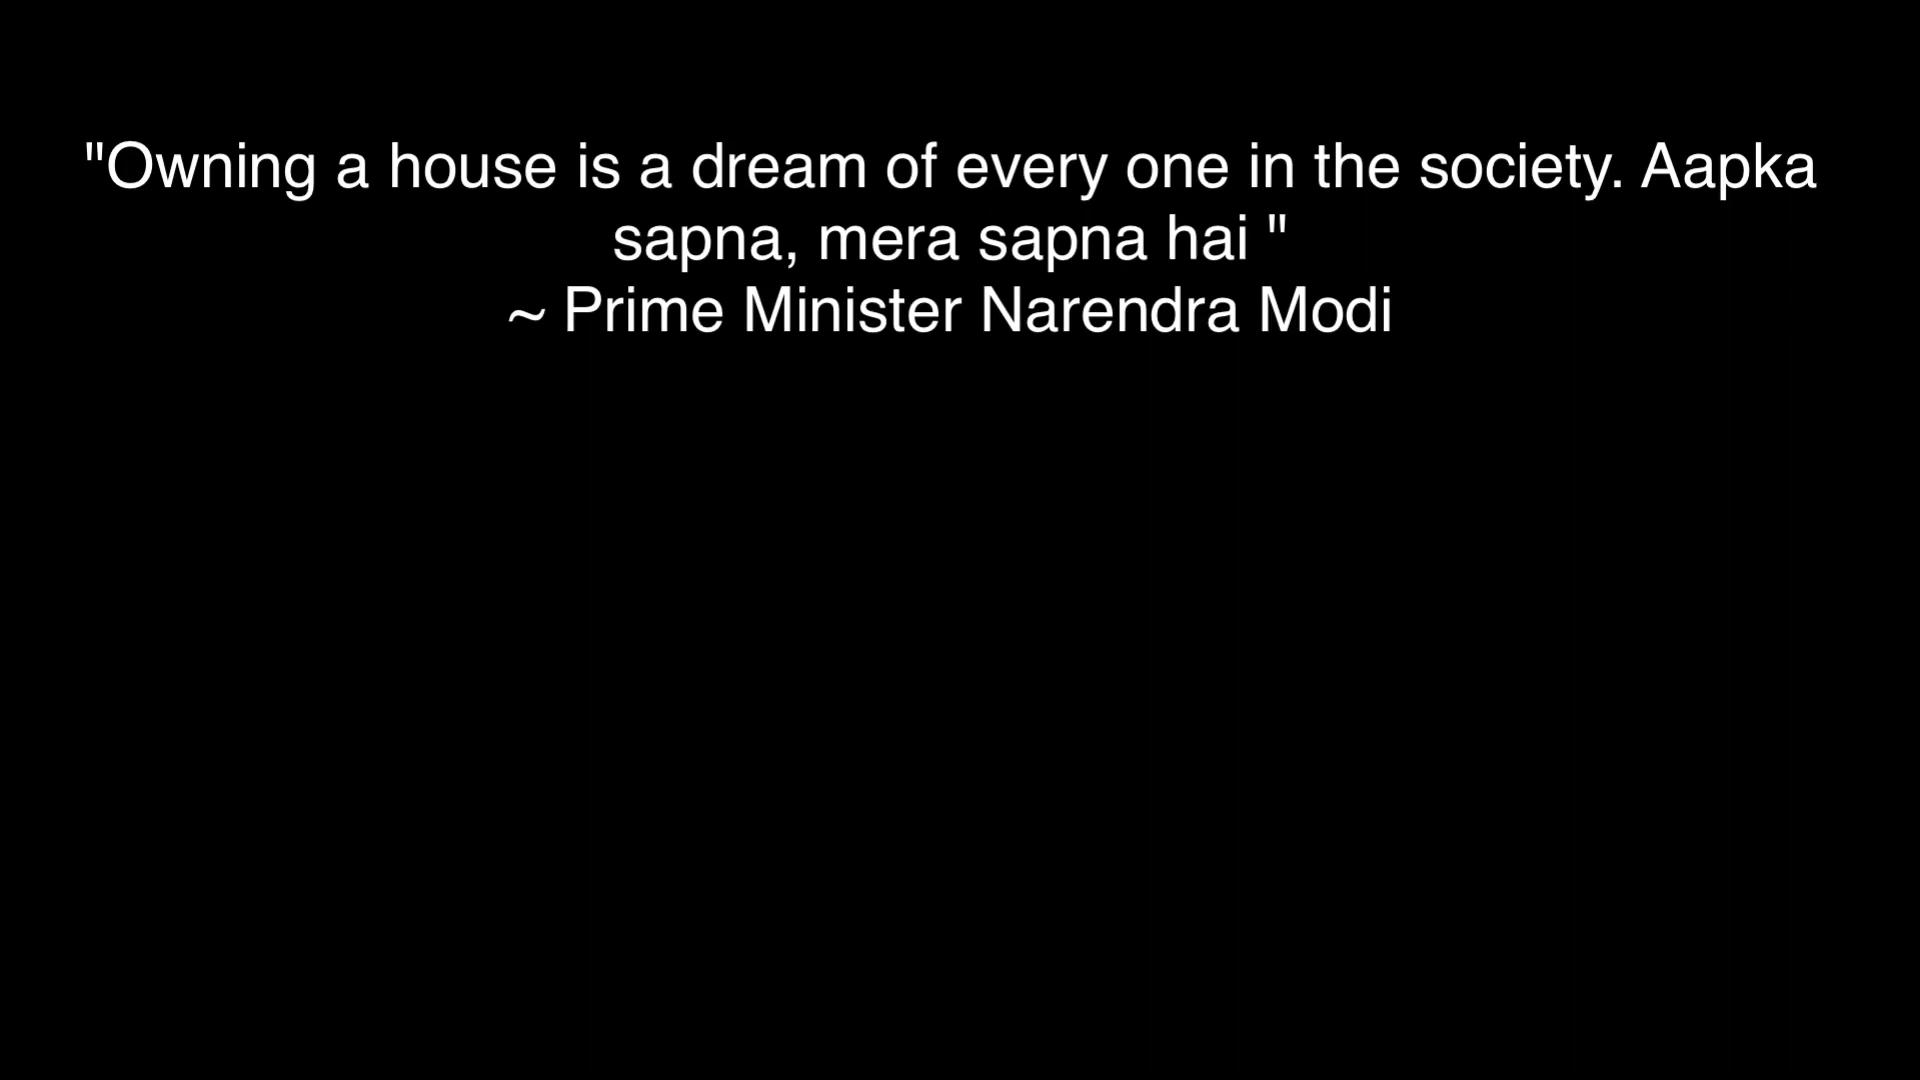 "Owning a house is a dream of every one in the society. Aapka
sapna, mera sapna hai "
~ Prime Minister Narendra Modi